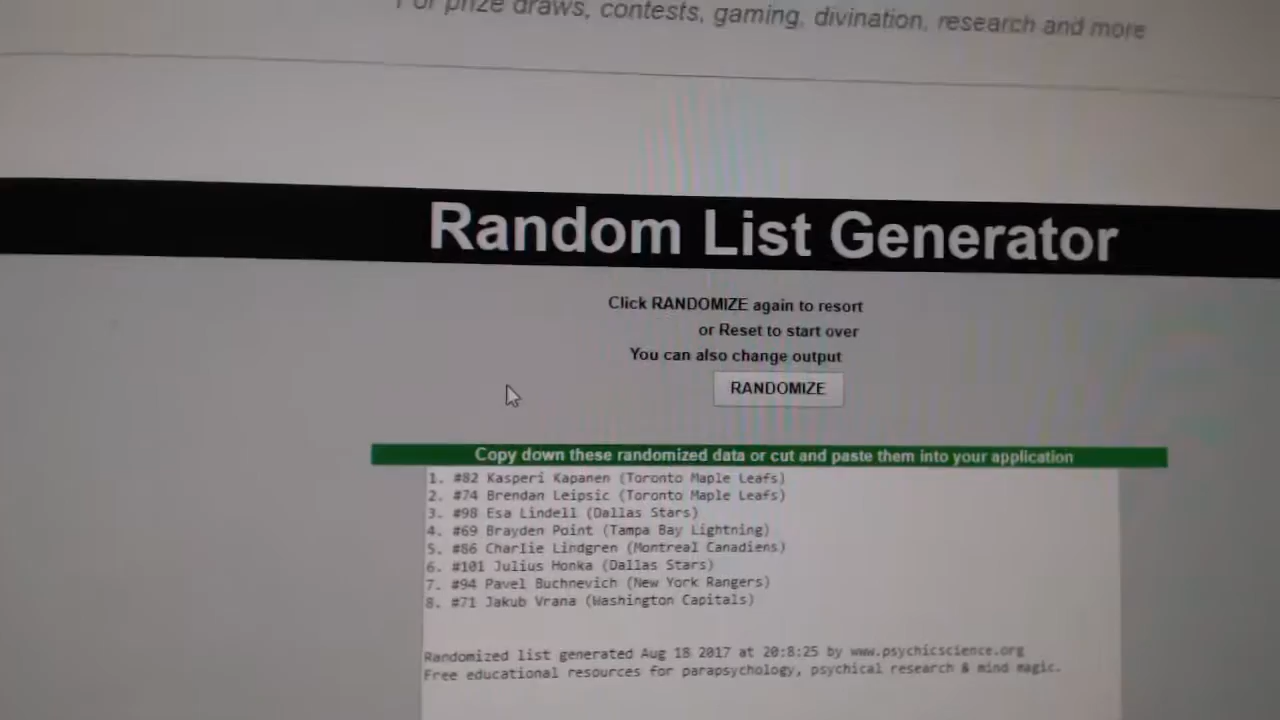 For prize draws, contests, gaming, divination, research and more
Random List Generator
Click RANDOMIZE again to resort
or Reset to start over
You can also change output
RANDOMIZE
Copy down these randomized data or cut and paste them into your application
1. #82 Kasperi Kapanen (Toronto Maple Leafs)
2. #74 Brendan Leipsic (Toronto Maple Leafs)
3. #98 Esa Lindell (Dallas Stars)
4. #69 Brayden Point (Tampa Bay Lightning)
5. #86 Charlie Lindgren (Montreal Canadiens)
6. #101 Julius Honka (Dallas Stars)
7. #94 Pavel Buchnevich (New York Rangers)
8. #71 Jakub Vrana (Washington Capitals)
Randomized list generated Aug 18 2017 at 20:8:25 by www.psychicscience.org
Free educational resources for parapsychology, psychical research & mind magic.